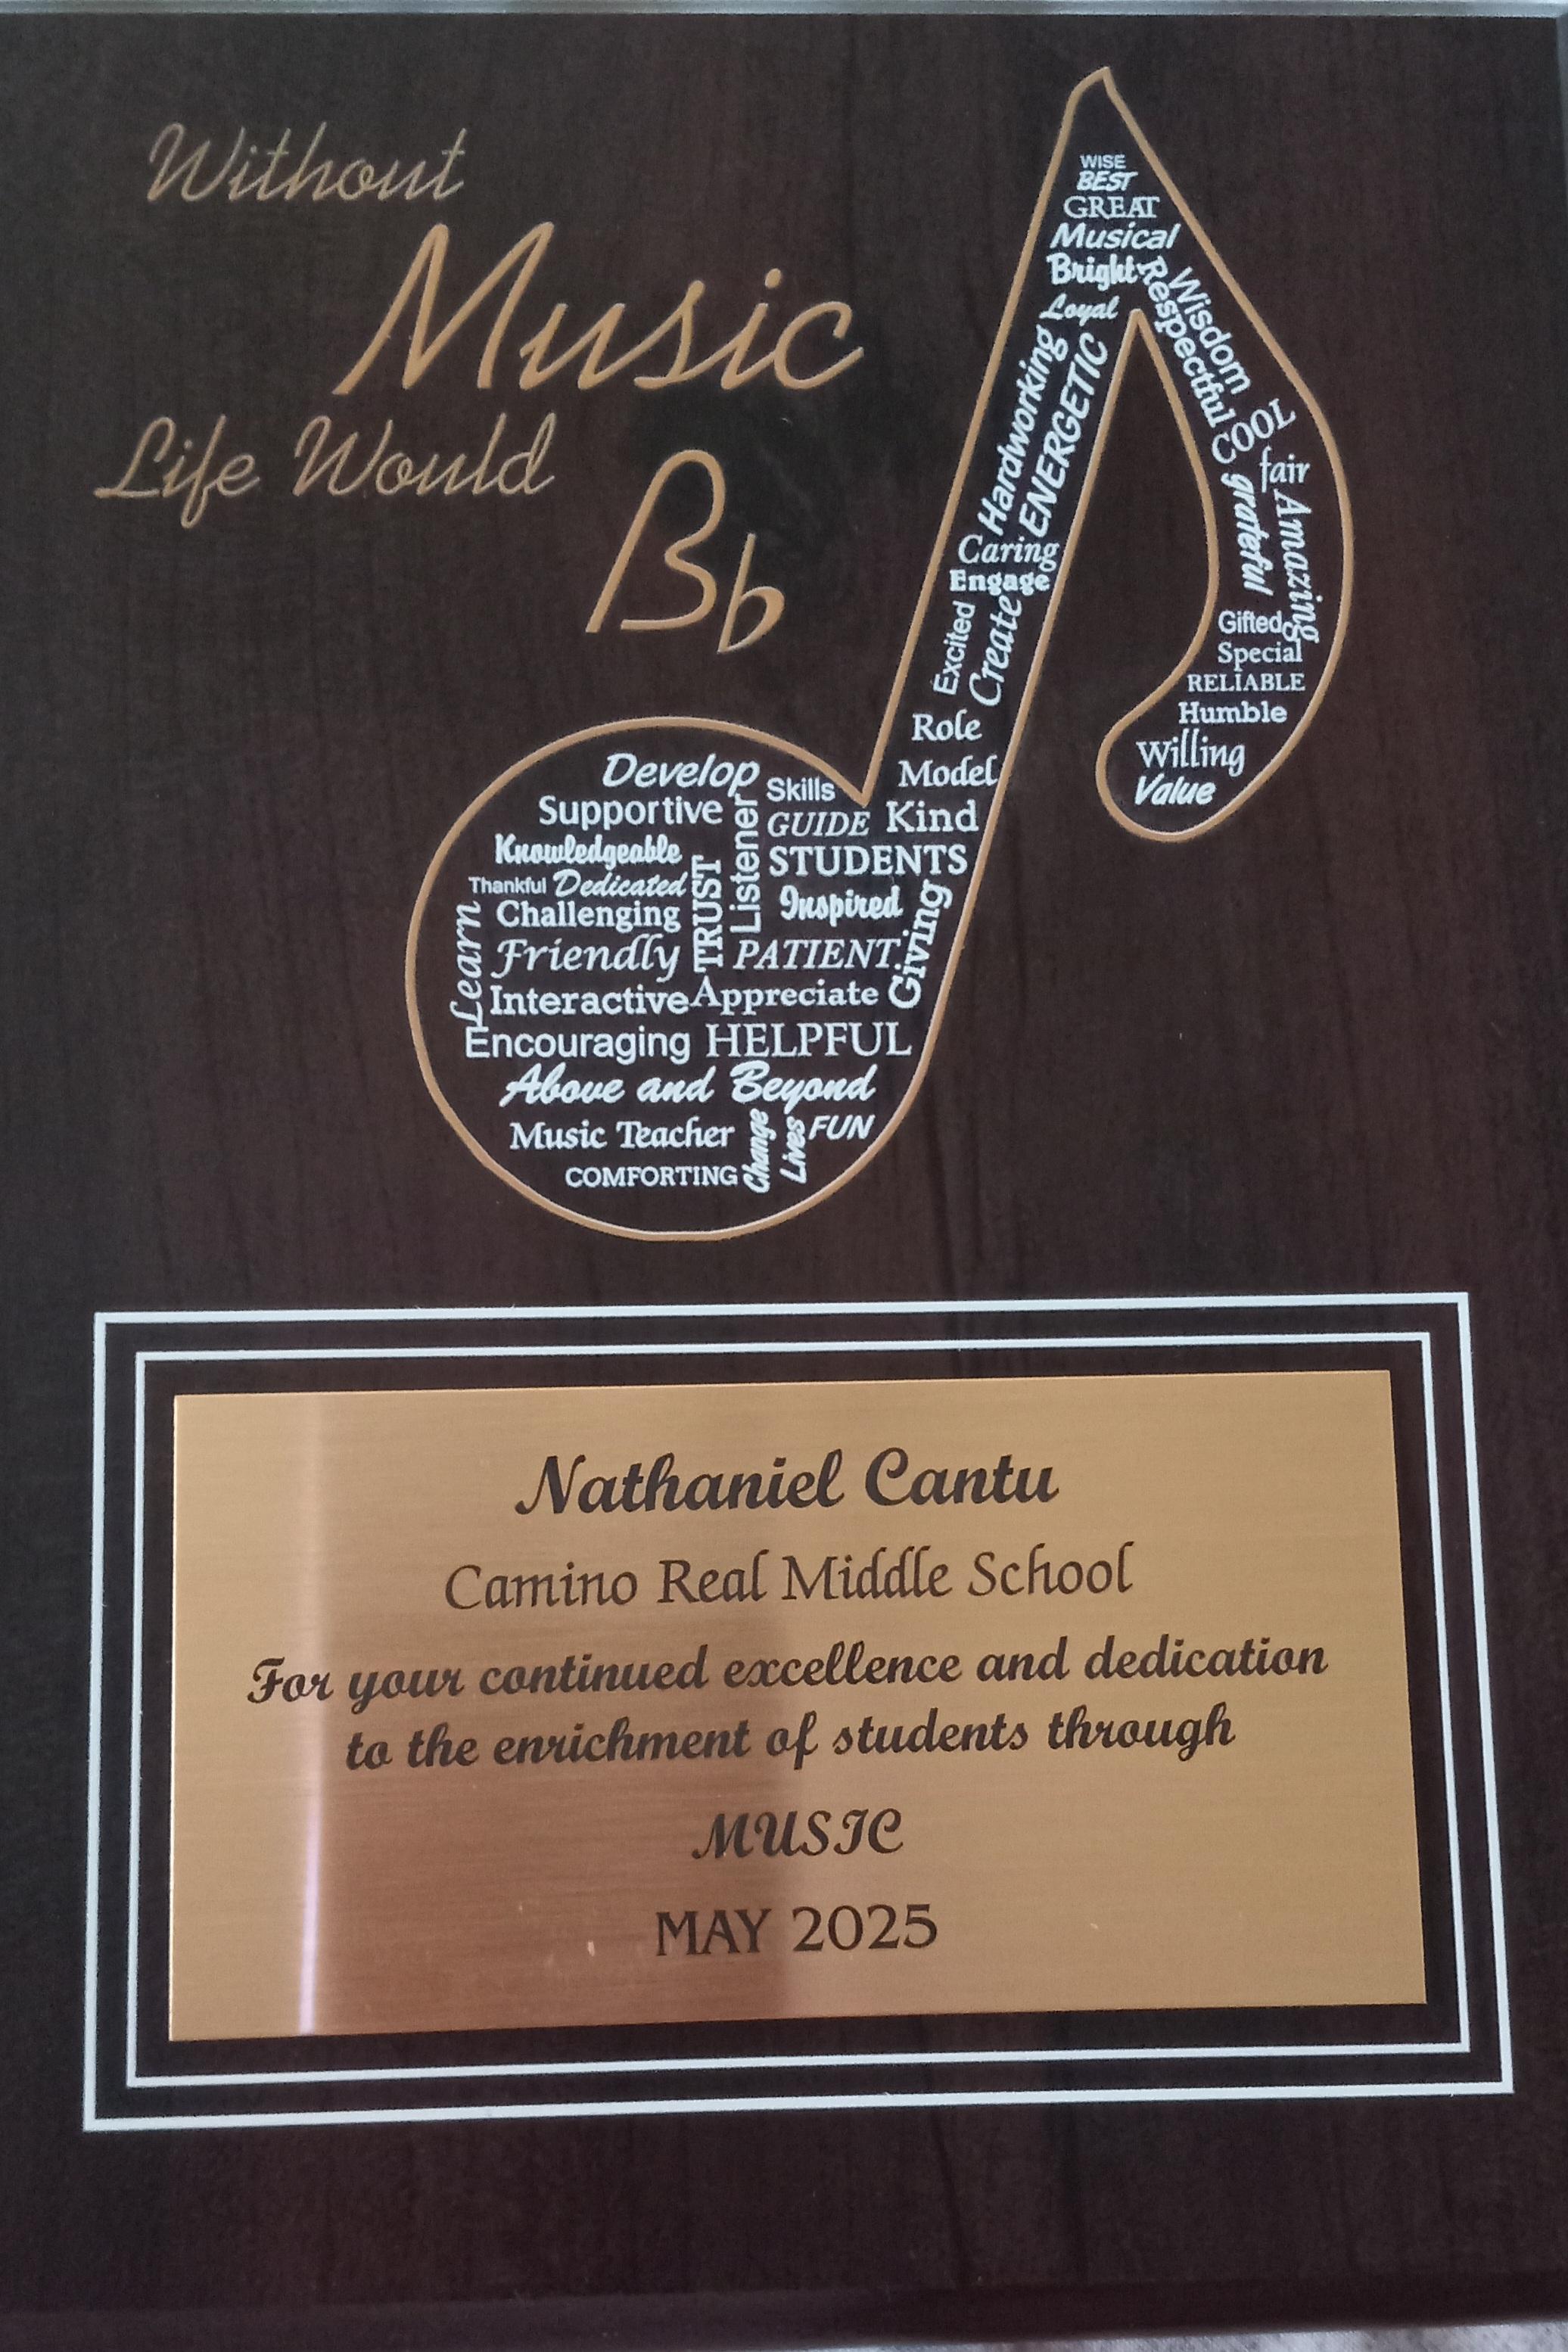 Without
Music
Life Would
Bb
WISE
BEST
GREAT
Musical
Bright
Loyal
Respectful
Wisdom
COOL
fair
grateful
Amazing
Gifted
Special
RELIABLE
Humble
Willing
Value
Hardworking
ENERGETIC
Caring
Engage
Excited
Create
Role
Model
Kind
Develop
Skills
Supportive
Listener
GUIDE
Knowledgeable
STUDENTS
Thankful Dedicated
TRUST
Inspired
Challenging
Learn
Friendly
PATIENT
Giving
Interactive
Appreciate
Encouraging HELPFUL
Above and Beyond
Music Teacher
Change
Lives
FUN
COMFORTING
Nathaniel Cantu
Camino Real Middle School
For your continued excellence and dedication
to the enrichment of students through
MUSIC
MAY 2025